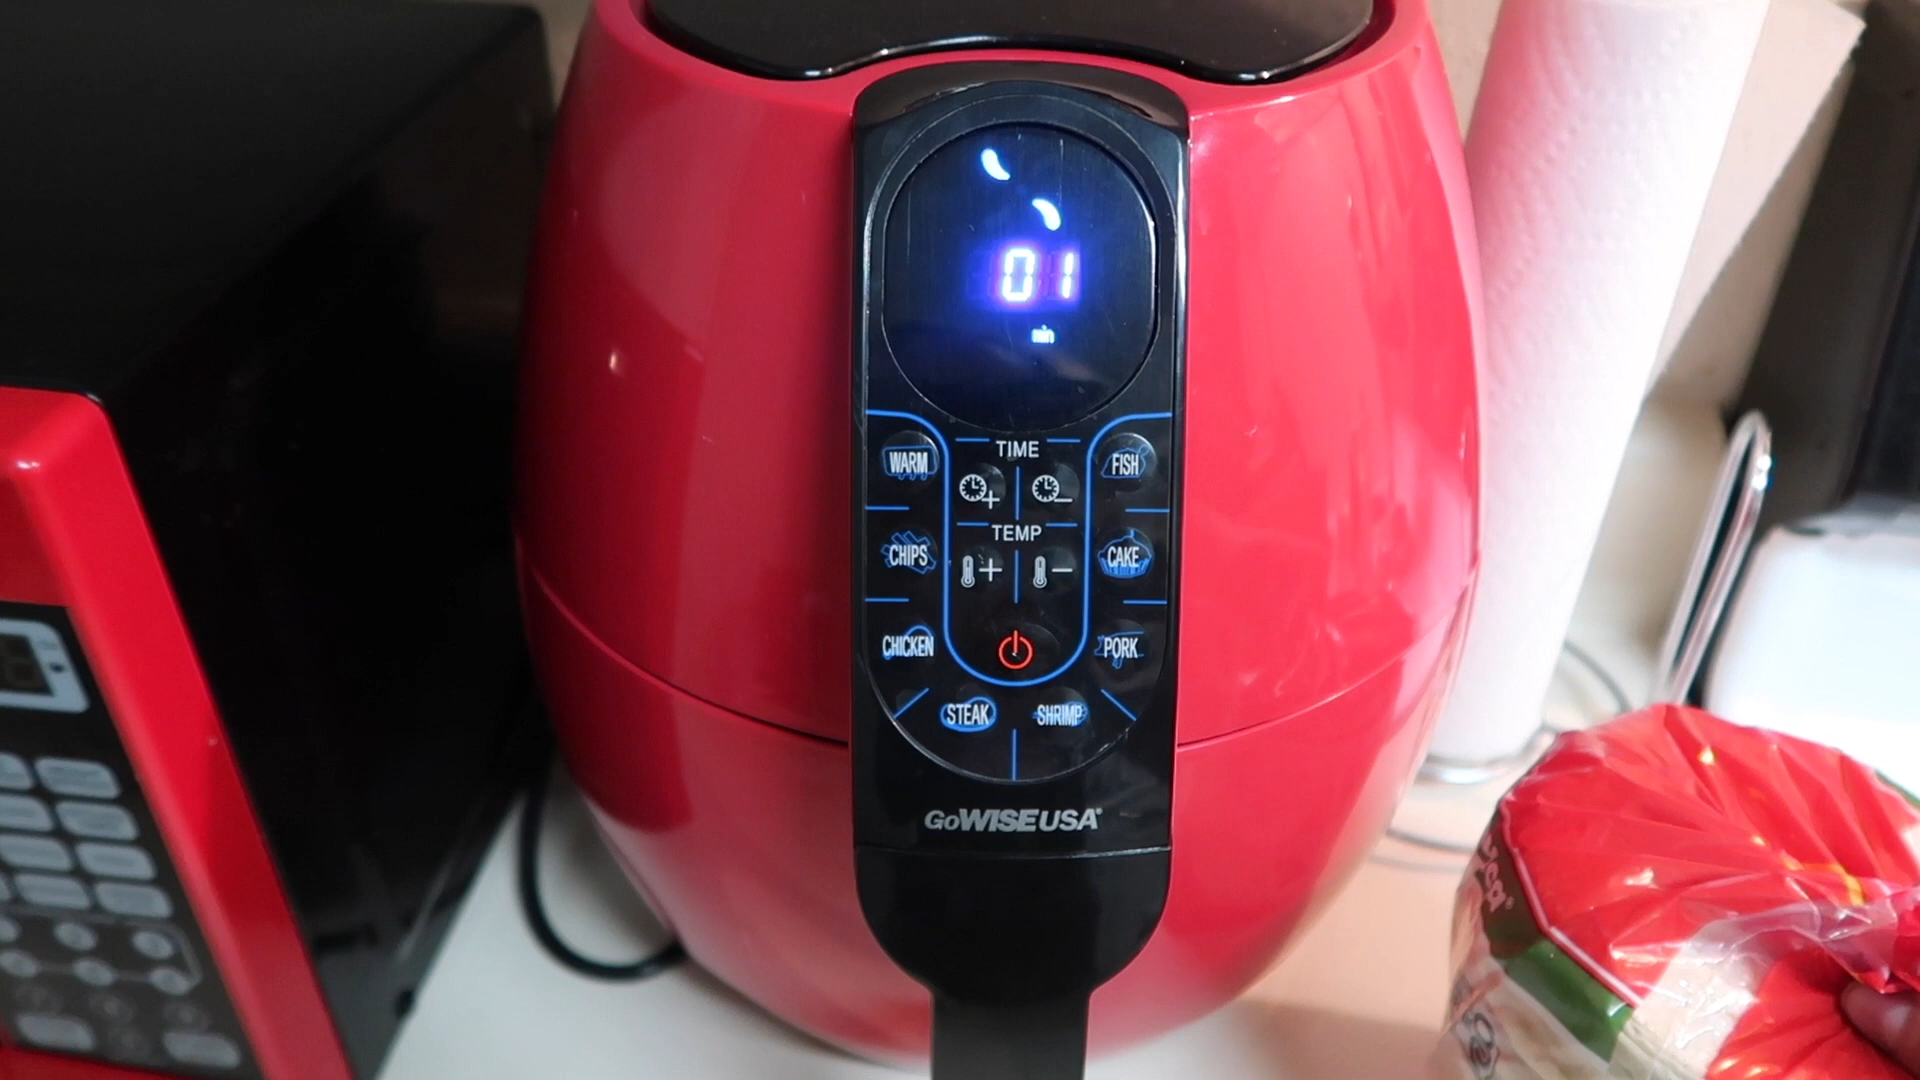 01
min
TIME
WARM
FISH
TEMP
CHIPS
CAKE
CHICKEN
PORK
STEAK
SHRIMP
GoWISEUSA®